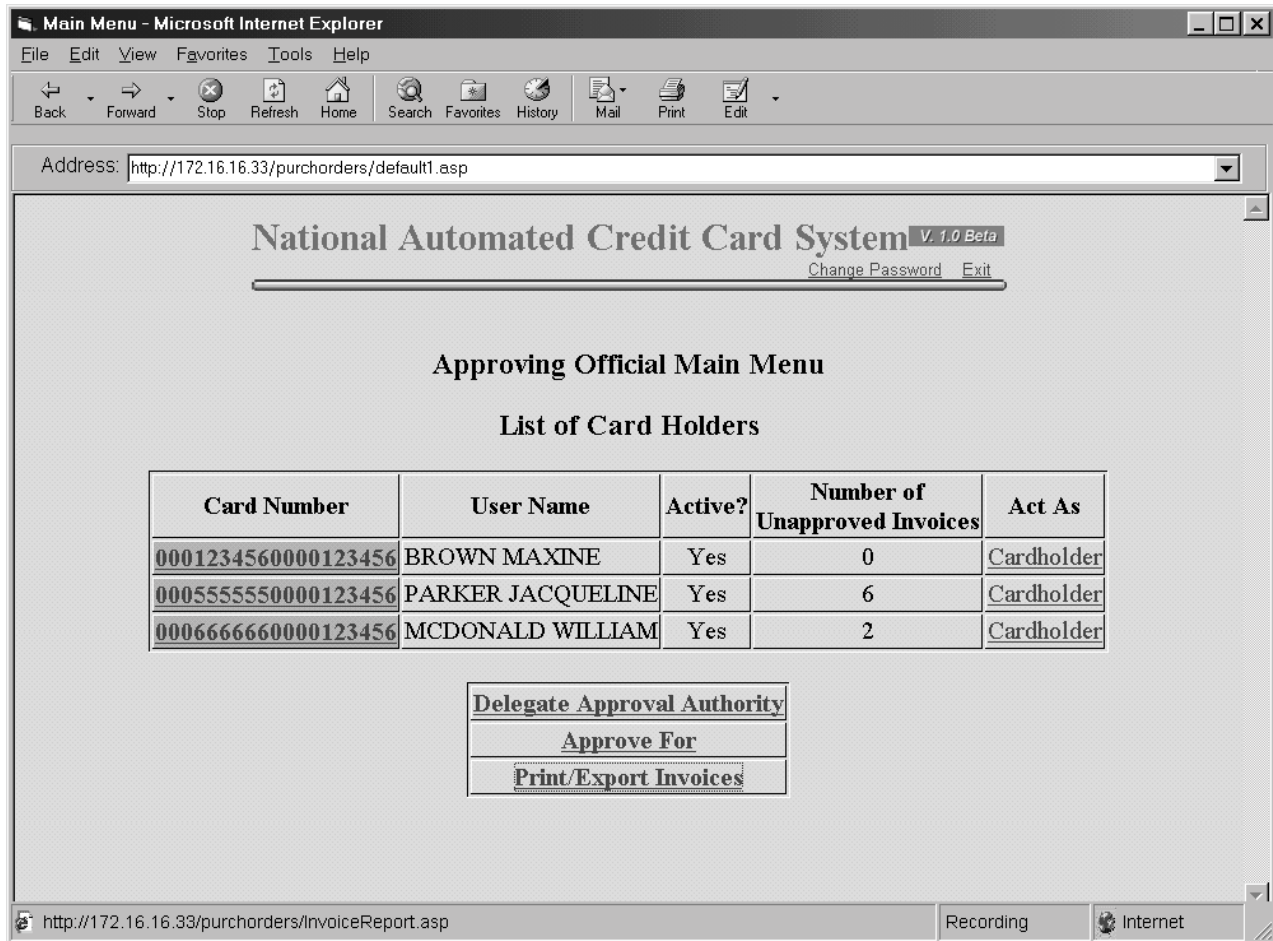 Main Menu - Microsoft Internet Explorer
File Edit View Favorites Tools Help
Back Forward Stop Refresh Home Search Favorites History Mail Print Edit
Address: http://172.16.16.33/purchorders/default1.asp
National Automated Credit Card System V. 1.0 Beta
Change Password Exit
Approving Official Main Menu
List of Card Holders
Card Number User Name Active? Number of Unapproved Invoices Act As
0001234560000123456 BROWN MAXINE Yes 0 Cardholder
0005555550000123456 PARKER JACQUELINE Yes 6 Cardholder
0006666660000123456 MCDONALD WILLIAM Yes 2 Cardholder
Delegate Approval Authority
Approve For
Print/Export Invoices
http://172.16.16.33/purchorders/InvoiceReport.asp Recording Internet